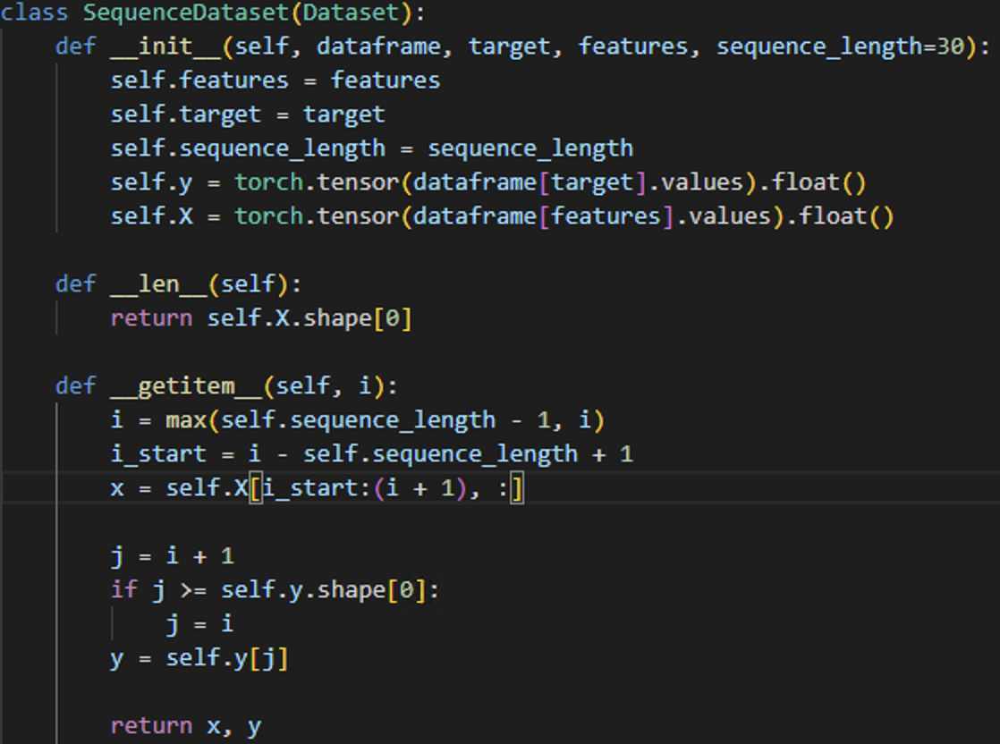 class SequenceDataset(Dataset):
    def __init__(self, dataframe, target, features, sequence_length=30):
        self.features = features
        self.target = target
        self.sequence_length = sequence_length
        self.y = torch.tensor(dataframe[target].values).float()
        self.X = torch.tensor(dataframe[features].values).float()
    def __len__(self):
        return self.X.shape[0]
    def __getitem__(self, i):
        i = max(self.sequence_length - 1, i)
        i_start = i - self.sequence_length + 1
        x = self.X[i_start:(i + 1), :]
        j = i + 1
        if j >= self.y.shape[0]:
            j = i
        y = self.y[j]
        return x, y